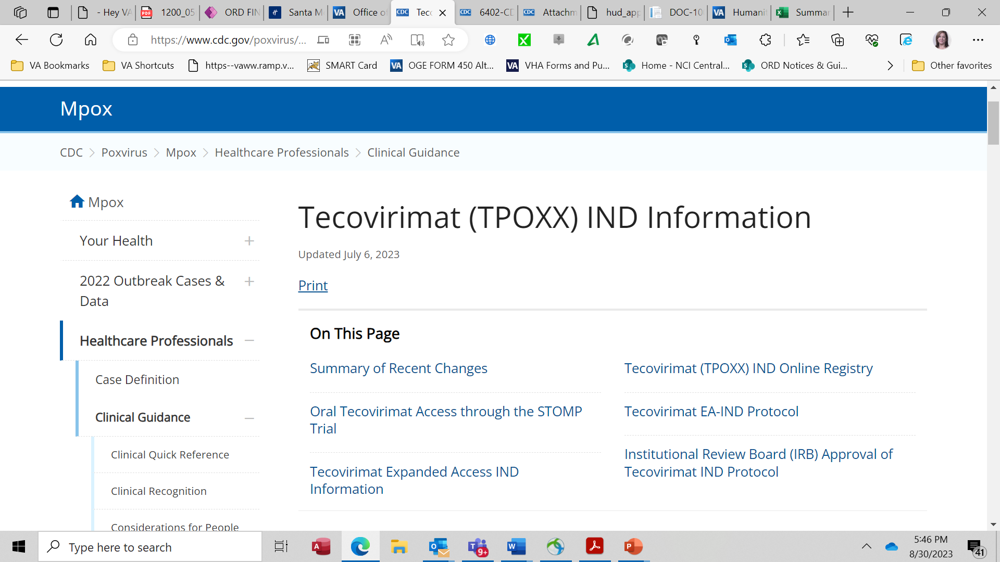 - Hey VA
1200_05
ORD FIN
Santa M
Office of
Teco
6402-CD
Attachm
hud_app
DOC-10
Humanit
Summar
https://www.cdc.gov/poxvirus/...
VA Bookmarks
VA Shortcuts
https--vaww.ramp.v...
SMART Card
OGE FORM 450 Alt...
VHA Forms and Pu...
Home - NCI Central...
ORD Notices & Gui...
Other favorites
Mpox
CDC > Poxvirus > Mpox > Healthcare Professionals > Clinical Guidance
Mpox
Your Health
2022 Outbreak Cases &
Data
Healthcare Professionals
Case Definition
Clinical Guidance
Clinical Quick Reference
Clinical Recognition
Considerations for People
Tecovirimat (TPOXX) IND Information
Updated July 6, 2023
Print
On This Page
Summary of Recent Changes
Oral Tecovirimat Access through the STOMP
Trial
Tecovirimat Expanded Access IND
Information
Tecovirimat (TPOXX) IND Online Registry
Tecovirimat EA-IND Protocol
Institutional Review Board (IRB) Approval of
Tecovirimat IND Protocol
Type here to search
9+
5:46 PM
8/30/2023
41